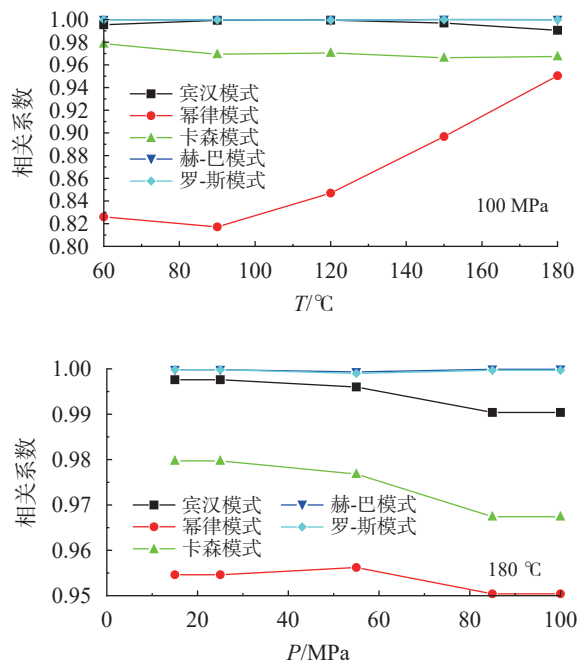 1.00
0.98
0.96
0.94
0.92
0.90
0.88
0.86
0.84
0.82
0.80
相关系数
宾汉模式
幂律模式
卡森模式
赫-巴模式
罗-斯模式
100 MPa
60 80 100 120 140 160 180
T/℃
1.00
0.99
0.98
0.97
0.96
0.95
相关系数
宾汉模式 赫-巴模式
幂律模式 罗-斯模式
卡森模式
180 ℃
0 20 40 60 80 100
P/MPa